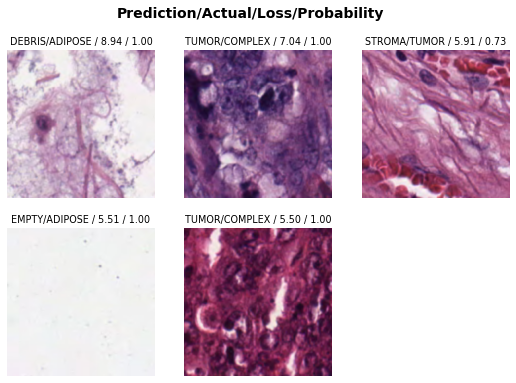 Prediction/Actual/Loss/Probability
DEBRIS/ADIPOSE / 8.94 / 1.00
TUMOR/COMPLEX / 7.04 / 1.00
STROMA/TUMOR / 5.91 / 0.73
EMPTY/ADIPOSE / 5.51 / 1.00
TUMOR/COMPLEX / 5.50 / 1.00